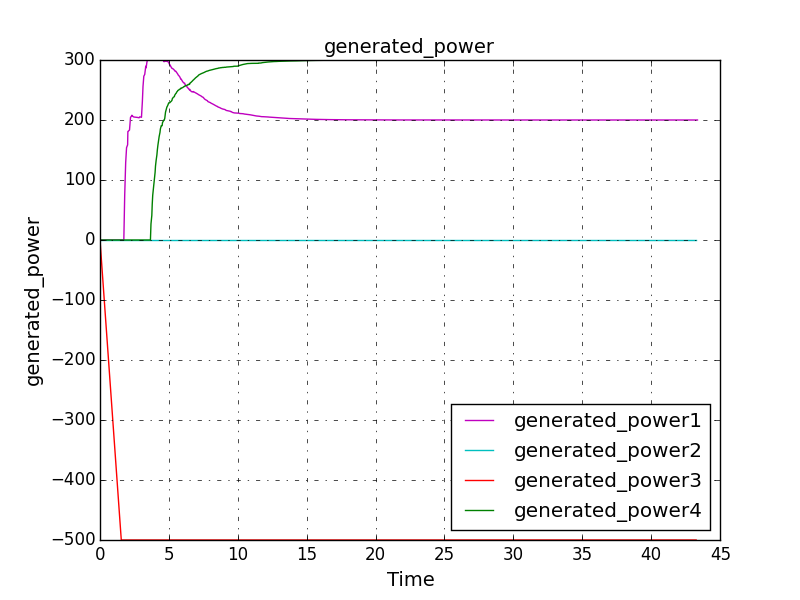 generated_power
300
200
100
0
−100
−200
−300
−400
−500
generated_power
0
5
10
15
20
25
30
35
40
45
Time
generated_power1
generated_power2
generated_power3
generated_power4